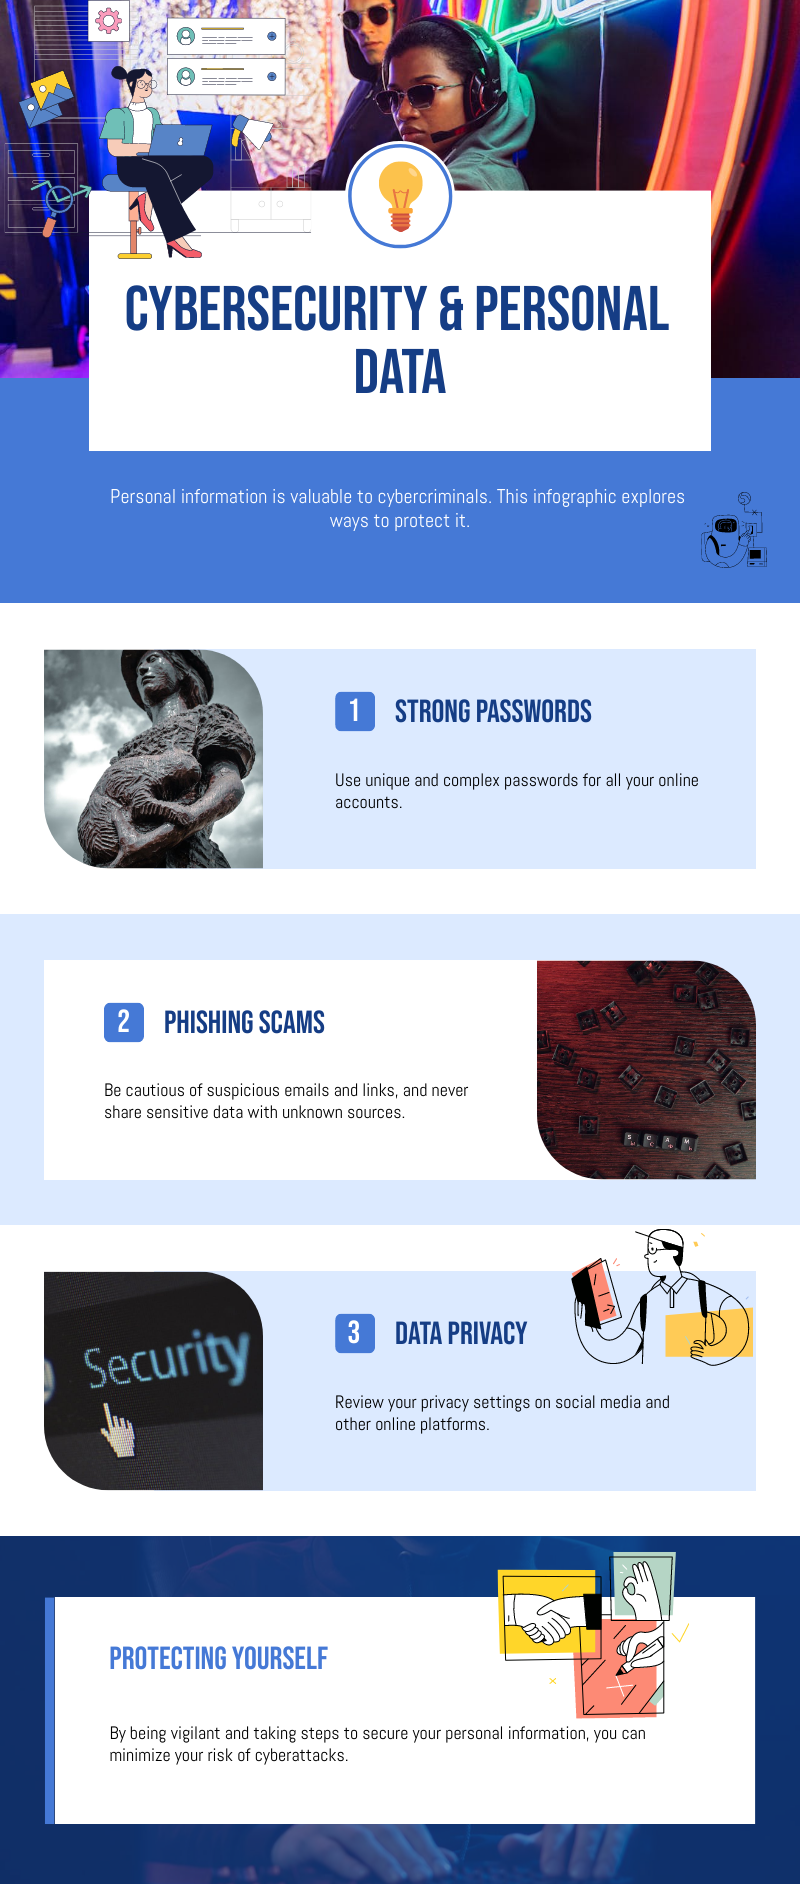 CYBERSECURITY & PERSONAL
DATA
Personal information is valuable to cybercriminals. This infographic explores
ways to protect it.
1 STRONG PASSWORDS
Use unique and complex passwords for all your online
accounts.
2 PHISHING SCAMS
Be cautious of suspicious emails and links, and never
share sensitive data with unknown sources.
S C A M
Security
3 DATA PRIVACY
Review your privacy settings on social media and
other online platforms.
PROTECTING YOURSELF
By being vigilant and taking steps to secure your personal information, you can
minimize your risk of cyberattacks.